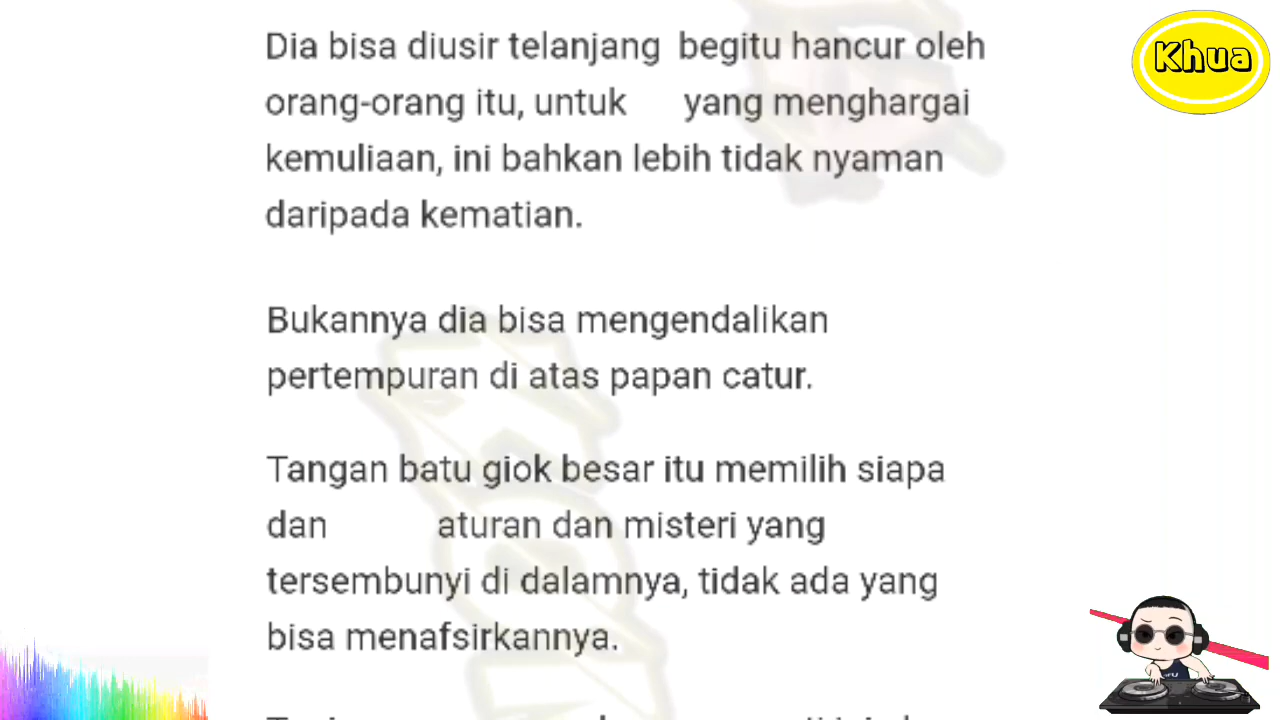 Khua
Dia bisa diusir telanjang begitu hancur oleh
orang-orang itu, untuk yang menghargai
kemuliaan, ini bahkan lebih tidak nyaman
daripada kematian.
Bukannya dia bisa mengendalikan
pertempuran di atas papan catur.
Tangan batu giok besar itu memilih siapa
dan aturan dan misteri yang
tersembunyi di dalamnya, tidak ada yang
bisa menafsirkannya.